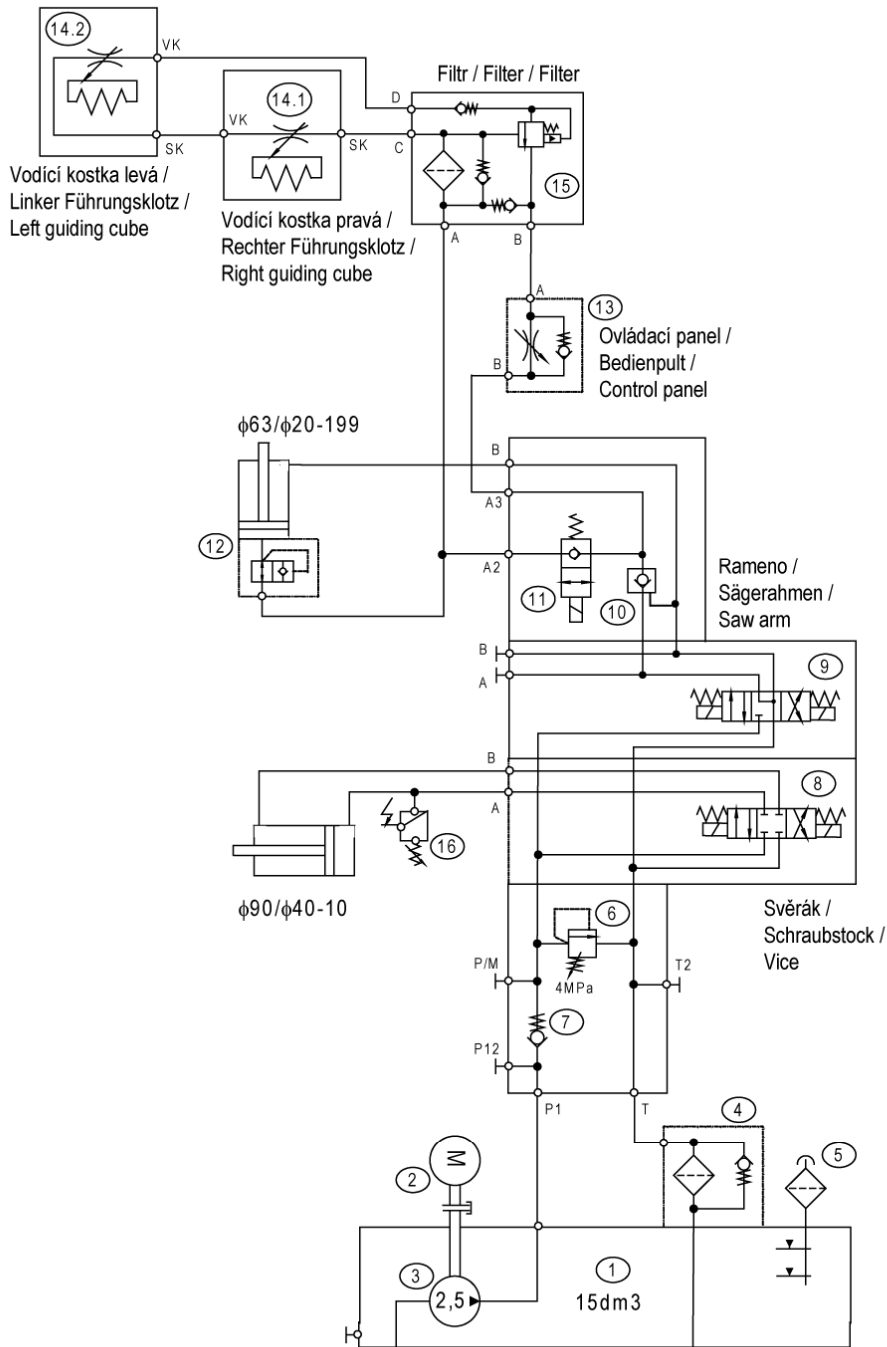 14.2
VK
SK
Vodící kostka levá /
Linker Führungsklotz /
Left guiding cube
VK
14.1
SK
Vodící kostka pravá /
Rechter Führungsklotz /
Right guiding cube
Filtr / Filter / Filter
D
C
15
A
B
A
13
B
Ovládací panel /
Bedienpult /
Control panel
ϕ63/ϕ20-199
12
B
A3
A2
11
10
Rameno /
Sägerahmen /
Saw arm
B
A
9
B
A
8
16
ϕ90/ϕ40-10
Svěrák /
Schraubstock /
Vice
6
4MPa
P/M
T2
7
P12
P1
T
4
5
M
2
3
2,5
1
15dm3